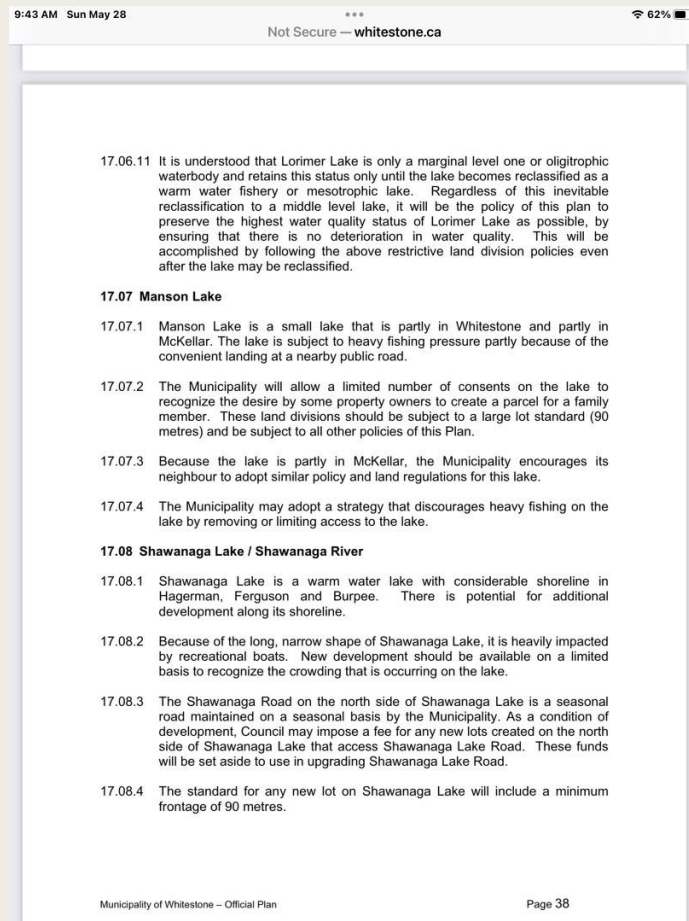 9:43 AM Sun May 28
62%
Not Secure — whitestone.ca
17.06.11 It is understood that Lorimer Lake is only a marginal level one or oligitrophic
waterbody and retains this status only until the lake becomes reclassified as a
warm water fishery or mesotrophic lake. Regardless of this inevitable
reclassification to a middle level lake, it will be the policy of this plan to
preserve the highest water quality status of Lorimer Lake as possible, by
ensuring that there is no deterioration in water quality. This will be
accomplished by following the above restrictive land division policies even
after the lake may be reclassified.
17.07 Manson Lake
17.07.1 Manson Lake is a small lake that is partly in Whitestone and partly in
McKellar. The lake is subject to heavy fishing pressure partly because of the
convenient landing at a nearby public road.
17.07.2 The Municipality will allow a limited number of consents on the lake to
recognize the desire by some property owners to create a parcel for a family
member. These land divisions should be subject to a large lot standard (90
metres) and be subject to all other policies of this Plan.
17.07.3 Because the lake is partly in McKellar, the Municipality encourages its
neighbour to adopt similar policy and land regulations for this lake.
17.07.4 The Municipality may adopt a strategy that discourages heavy fishing on the
lake by removing or limiting access to the lake.
17.08 Shawanaga Lake / Shawanaga River
17.08.1 Shawanaga Lake is a warm water lake with considerable shoreline in
Hagerman, Ferguson and Burpee. There is potential for additional
development along its shoreline.
17.08.2 Because of the long, narrow shape of Shawanaga Lake, it is heavily impacted
by recreational boats. New development should be available on a limited
basis to recognize the crowding that is occurring on the lake.
17.08.3 The Shawanaga Road on the north side of Shawanaga Lake is a seasonal
road maintained on a seasonal basis by the Municipality. As a condition of
development, Council may impose a fee for any new lots created on the north
side of Shawanaga Lake that access Shawanaga Lake Road. These funds
will be set aside to use in upgrading Shawanaga Lake Road.
17.08.4 The standard for any new lot on Shawanaga Lake will include a minimum
frontage of 90 metres.
Municipality of Whitestone – Official Plan Page 38